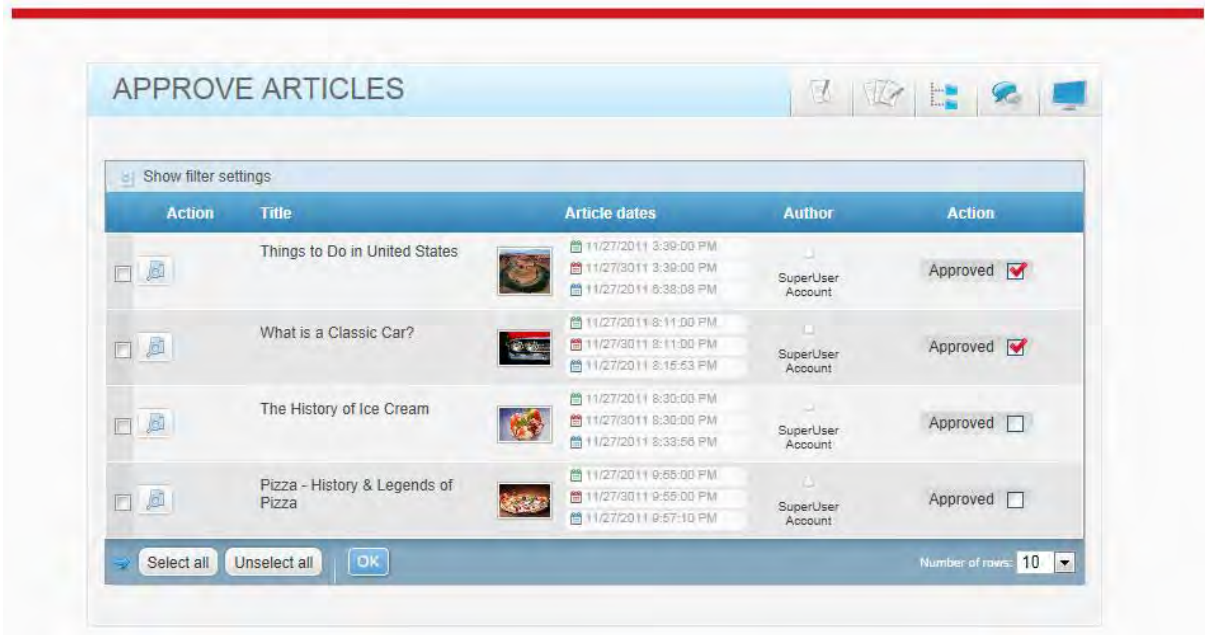 APPROVE ARTICLES
Show filter settings
Action Title Article dates Author Action
Things to Do in United States
11/27/2011 3:39:00 PM
11/27/3011 3:39:00 PM
11/27/2011 6:38:08 PM
SuperUser
Account
Approved
What is a Classic Car?
11/27/2011 8:11:00 PM
11/27/3011 8:11:00 PM
11/27/2011 8:15:53 PM
SuperUser
Account
Approved
The History of Ice Cream
11/27/2011 8:30:00 PM
11/27/3011 8:30:00 PM
11/27/2011 8:33:56 PM
SuperUser
Account
Approved
Pizza - History & Legends of
Pizza
11/27/2011 9:55:00 PM
11/27/3011 9:55:00 PM
11/27/2011 9:57:10 PM
SuperUser
Account
Approved
Select all Unselect all OK Number of rows: 10